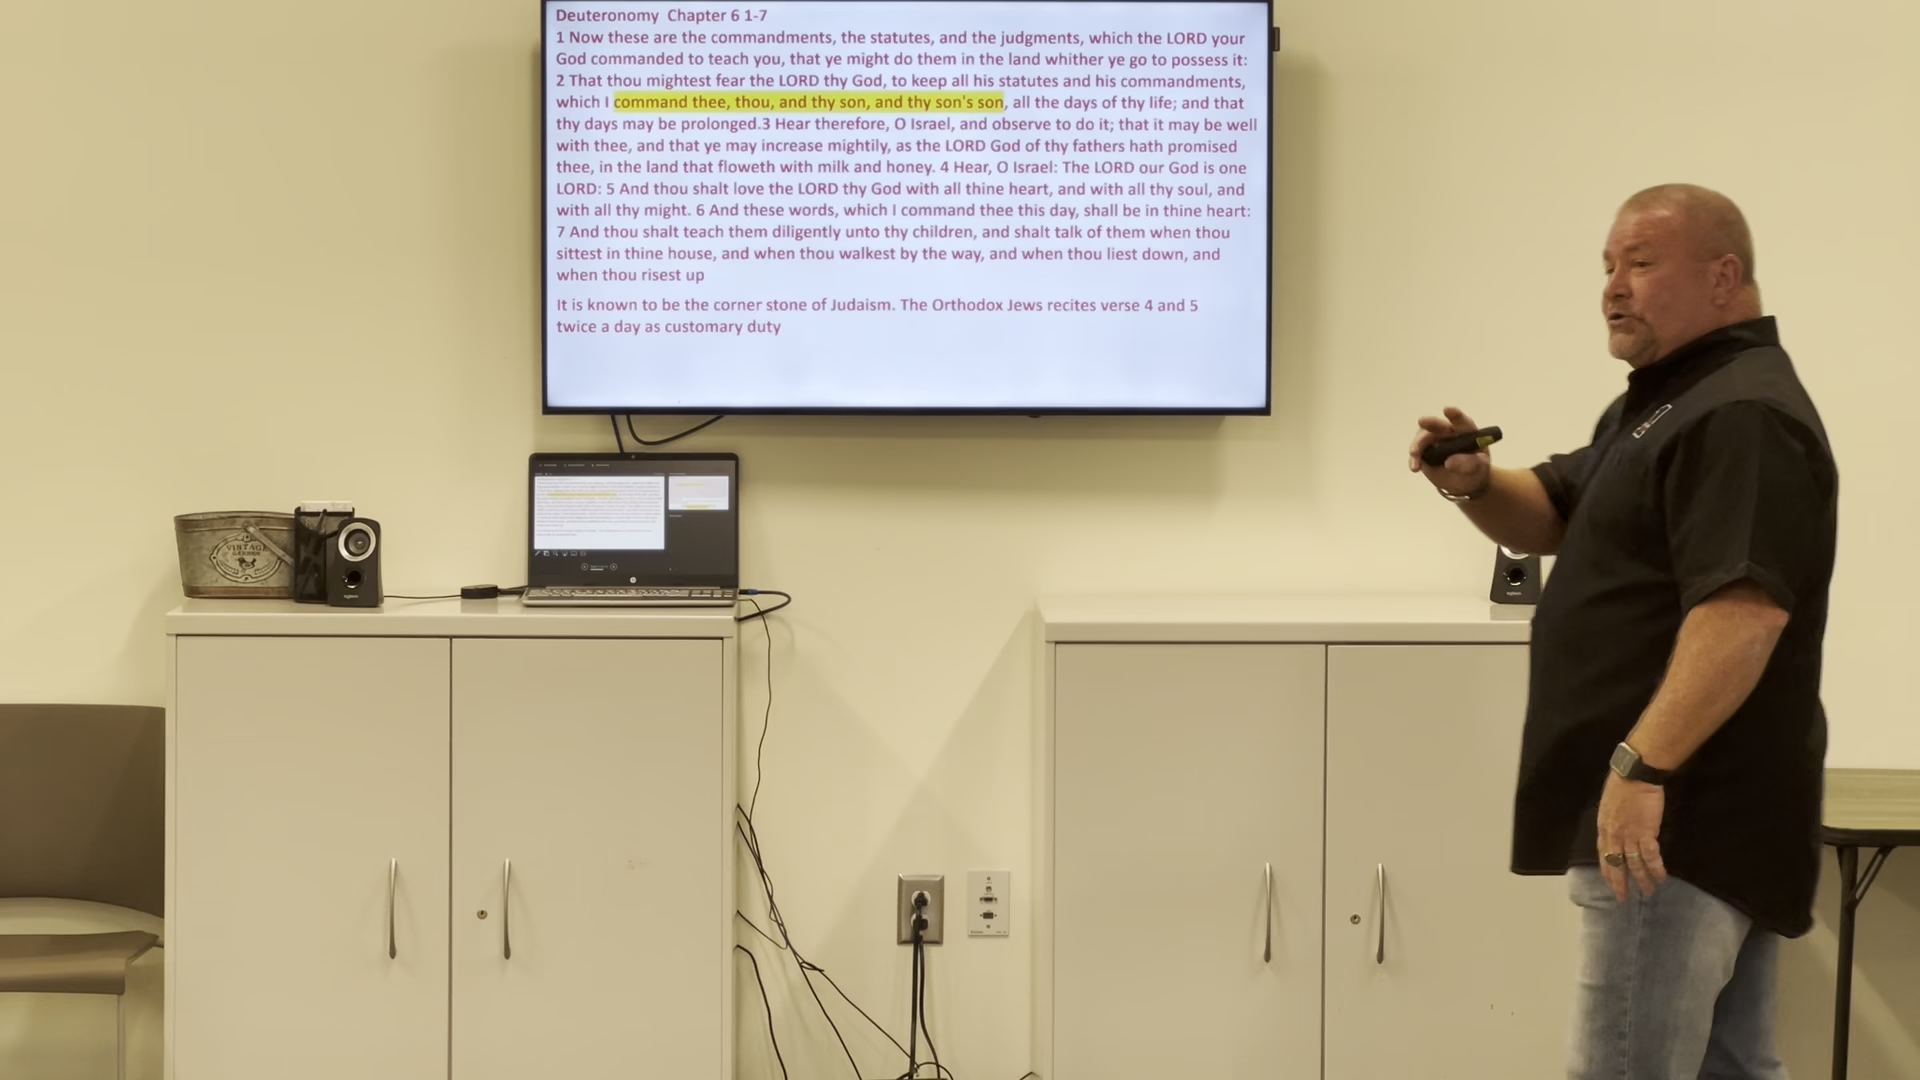 Deuteronomy Chapter 6 1-7
1 Now these are the commandments, the statutes, and the judgments, which the LORD your
God commanded to teach you, that ye might do them in the land whither ye go to possess it:
2 That thou mightest fear the LORD thy God, to keep all his statutes and his commandments,
which I command thee, thou, and thy son, and thy son's son, all the days of thy life; and that
thy days may be prolonged.3 Hear therefore, O Israel, and observe to do it; that it may be well
with thee, and that ye may increase mightily, as the LORD God of thy fathers hath promised
thee, in the land that floweth with milk and honey. 4 Hear, O Israel: The LORD our God is one
LORD: 5 And thou shalt love the LORD thy God with all thine heart, and with all thy soul, and
with all thy might. 6 And these words, which I command thee this day, shall be in thine heart:
7 And thou shalt teach them diligently unto thy children, and shalt talk of them when thou
sittest in thine house, and when thou walkest by the way, and when thou liest down, and
when thou risest up
It is known to be the corner stone of Judaism. The Orthodox Jews recites verse 4 and 5
twice a day as customary duty
VINTAGE
GARDEN